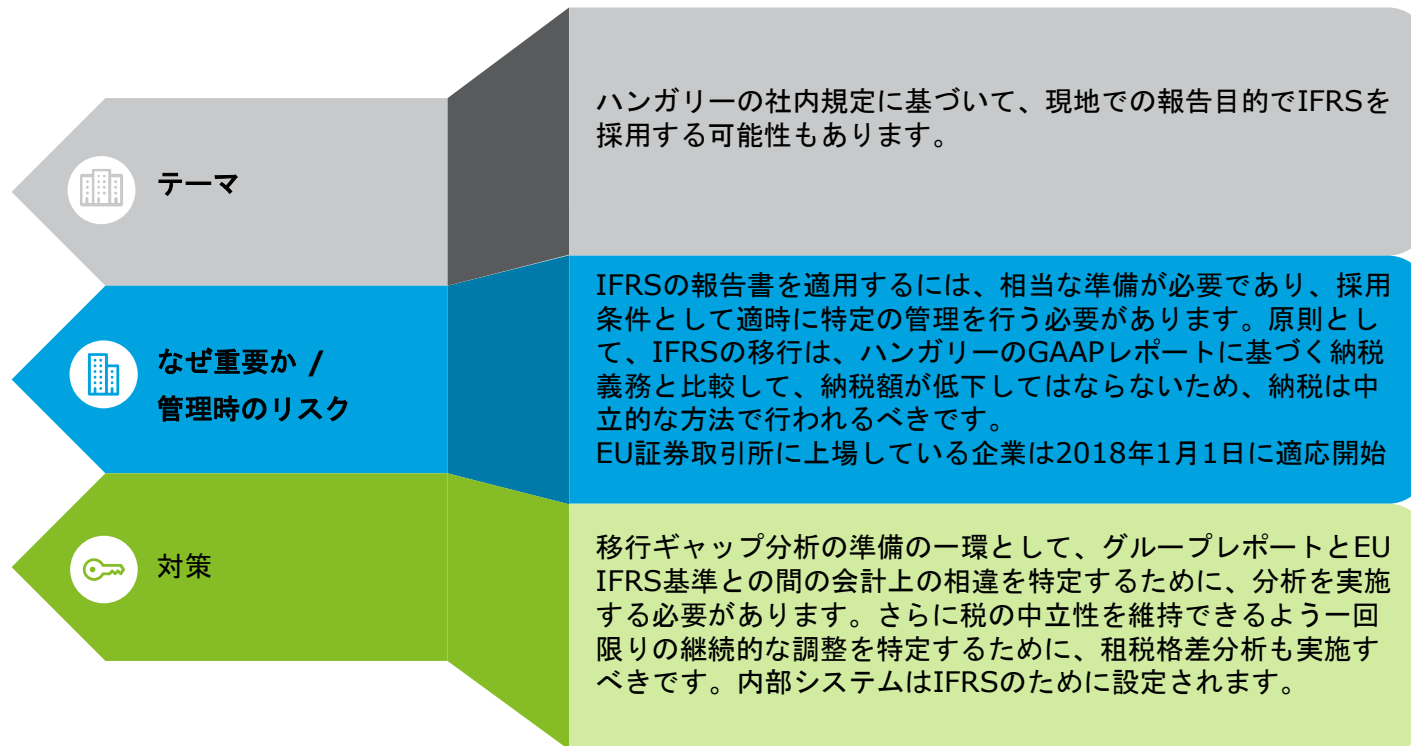 テーマ
ハンガリーの社内規定に基づいて、現地での報告目的でIFRSを
採用する可能性もあります。
なぜ重要か /
管理時のリスク
IFRSの報告書を適用するには、相当な準備が必要であり、採用
条件として適時に特定の管理を行う必要があります。原則とし
て、IFRSの移行は、ハンガリーのGAAPレポートに基づく納税
義務と比較して、納税額が低下してはならないため、納税は中
立的な方法で行われるべきです。
EU証券取引所に上場している企業は2018年1月1日に適応開始
対策
移行ギャップ分析の準備の一環として、グループレポートとEU
IFRS基準との間の会計上の相違を特定するために、分析を実施
する必要があります。さらに税の中立性を維持できるよう一回
限りの継続的な調整を特定するために、租税格差分析も実施す
べきです。内部システムはIFRSのために設定されます。